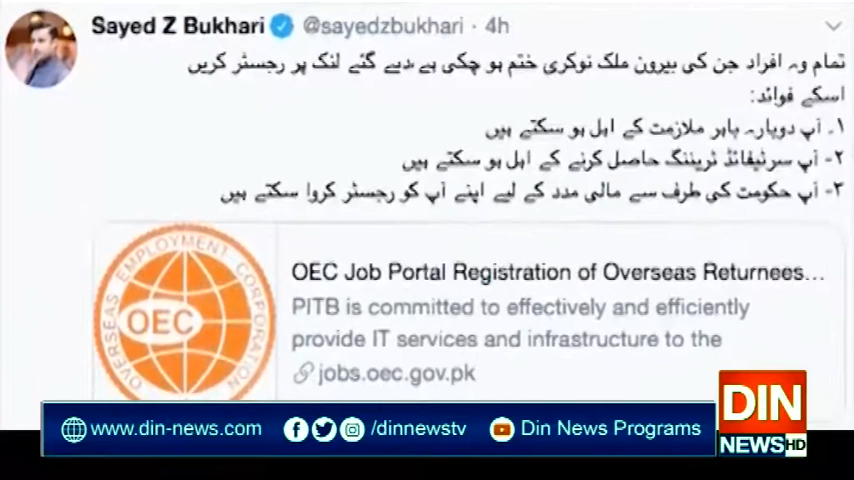 Sayed Z Bukhari @sayedzbukhari · 4h
تمام وہ افراد جن کی بیرون ملک نوکری ختم ہو چکی ہے دیے گئے لنک پر رجسٹر کریں
اسکے فوائد:
۱۔ آپ دوبارہ باہر ملازمت کے اہل ہو سکتے ہیں
۲- آپ سرٹیفائڈ ٹریننگ حاصل کرنے کے اہل ہو سکتے ہیں
۳- آپ حکومت کی طرف سے مالی مدد کے لیے اپنے آپ کو رجسٹر کروا سکتے ہیں
OVERSEAS EMPLOYMENT CORPORATION
OEC
OEC Job Portal Registration of Overseas Returnees...
PITB is committed to effectively and efficiently
provide IT services and infrastructure to the
jobs.oec.gov.pk
www.din-news.com /dinnewstv Din News Programs
DIN
NEWS HD